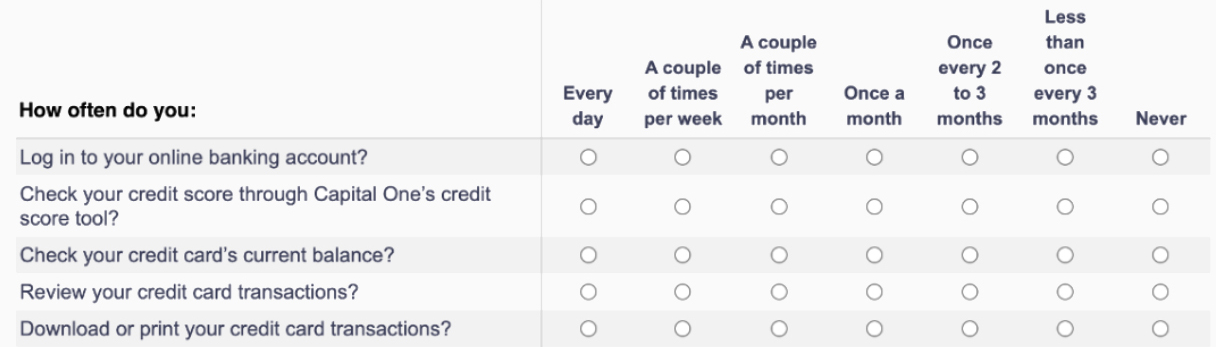 How often do you:
Every
day
A couple
of times
per week
A couple
of times
per
month
Once a
month
Once
every 2
to 3
months
Less
than
once
every 3
months
Never
Log in to your online banking account?
Check your credit score through Capital One’s credit
score tool?
Check your credit card’s current balance?
Review your credit card transactions?
Download or print your credit card transactions?